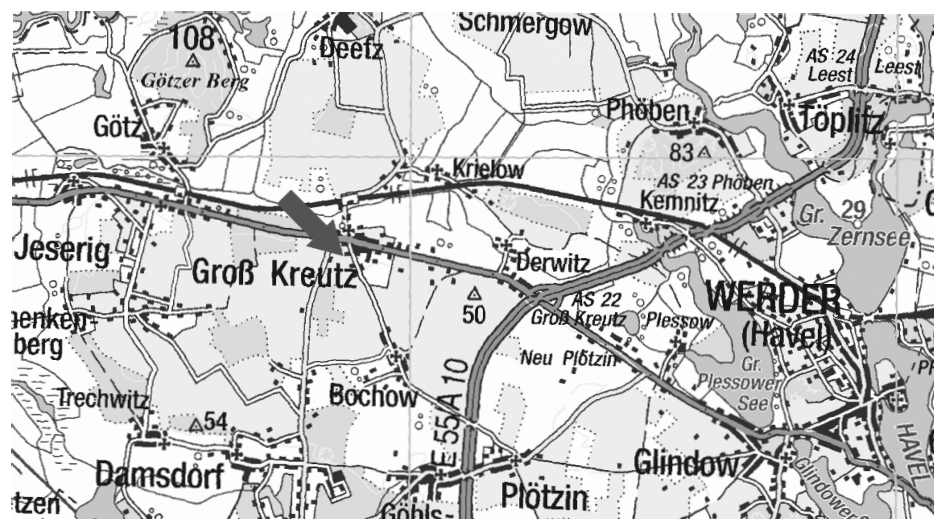 Schmergow
108
Deetz
AS 24
Leest
Leest
Götzer Berg
Phöben
Töplitz
Götz
83
Krielow
AS 23 Phöben
Kemnitz
Gr. 29
Zernsee
Jeserig
Groß Kreutz
Derwitz
AS 22
Groß Kreutz
WERDER
(Havel)
50
Plessow
berg
Neu Plötzin
Gr.
Plessower
See
Trechwitz
Bochow
E 55 A 10
54
Damsdorf
Glindow
HAVEL
Plötzin
Göhls-